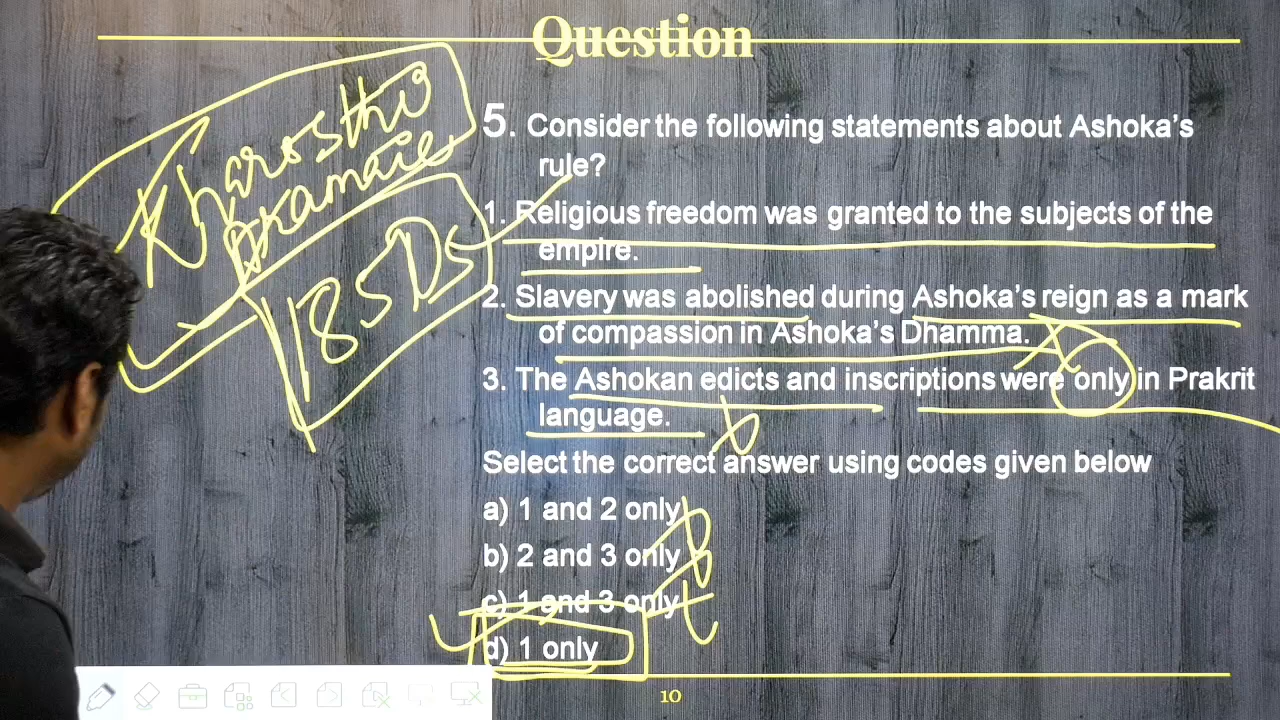 Question
5. Consider the following statements about Ashoka's
rule?
1. Religious freedom was granted to the subjects of the
empire.
2. Slavery was abolished during Ashoka's reign as a mark
of compassion in Ashoka's Dhamma.
3. The Ashokan edicts and inscriptions were only in Prakrit
language.
Select the correct answer using codes given below
a) 1 and 2 only
b) 2 and 3 only
c) 1 and 3 only
d) 1 only
10
Kharosthi
185